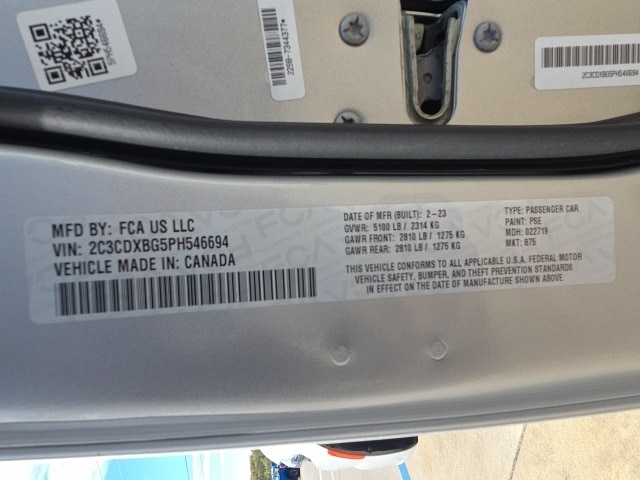 PH546694
2298-7344377*
2C3CDXBG5PH546694
MFD BY: FCA US LLC
VIN: 2C3CDXBG5PH546694
VEHICLE MADE IN: CANADA
DATE OF MFR (BUILT): 2-23
GVWR: 5100 LB / 2314 KG
GAWR FRONT: 2810 LB / 1275 KG
GAWR REAR: 2810 LB / 1275 KG
TYPE: PASSENGER CAR
PAINT: PSE
MDH: 022719
MKT: 875
THIS VEHICLE CONFORMS TO ALL APPLICABLE U.S.A. FEDERAL MOTOR
VEHICLE SAFETY, BUMPER, AND THEFT PREVENTION STANDARDS
IN EFFECT ON THE DATE OF MANUFACTURE SHOWN ABOVE.